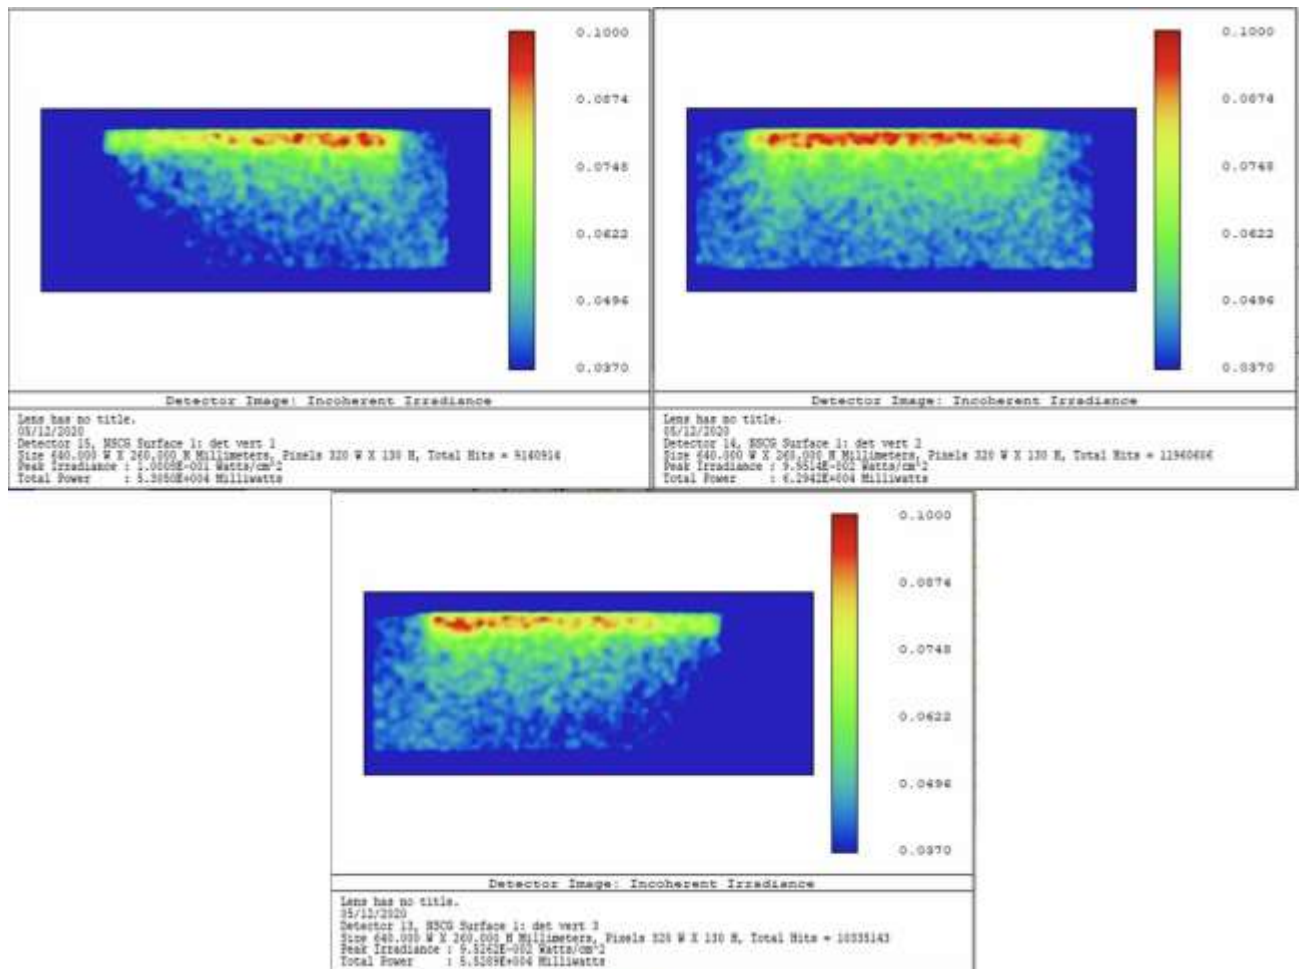 0.1000
0.0874
0.0748
0.0622
0.0496
0.0370
Detector Image: Incoherent Irradiance
Lens has no title.
05/12/2020
Detector 15, NSCG Surface 1: det vert 1
Size 640.000 W X 260.000 H Millimeters, Pixels 320 W X 130 H, Total Hits = 9140914
Peak Irradiance : 1.0005E-001 Watts/cm^2
Total Power : 5.3050E+004 Milliwatts
0.1000
0.0874
0.0748
0.0622
0.0496
0.0370
Detector Image: Incoherent Irradiance
Lens has no title.
05/12/2020
Detector 14, NSCG Surface 1: det vert 2
Size 640.000 W X 260.000 H Millimeters, Pixels 320 W X 130 H, Total Hits = 11960606
Peak Irradiance : 9.9514E-002 Watts/cm^2
Total Power : 6.2942E+004 Milliwatts
0.1000
0.0874
0.0748
0.0622
0.0496
0.0370
Detector Image: Incoherent Irradiance
Lens has no title.
05/12/2020
Detector 13, NSCG Surface 1: det vert 3
Size 640.000 W X 260.000 H Millimeters, Pixels 320 W X 130 H, Total Hits = 10335143
Peak Irradiance : 9.5262E-002 Watts/cm^2
Total Power : 5.5289E+004 Milliwatts